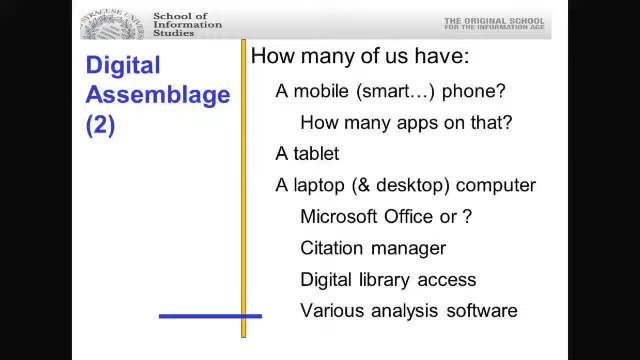 SYRACUSE UNIVERSITY
School of
Information
Studies
THE ORIGINAL SCHOOL
FOR THE INFORMATION AGE
Digital
Assemblage
(2)
How many of us have:
A mobile (smart…) phone?
How many apps on that?
A tablet
A laptop (& desktop) computer
Microsoft Office or ?
Citation manager
Digital library access
Various analysis software